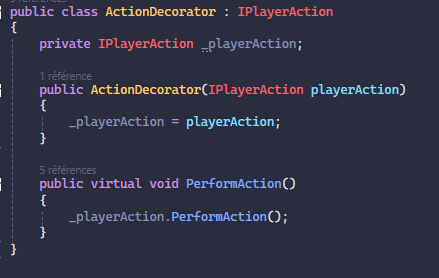 public class ActionDecorator : IPlayerAction
{
private IPlayerAction _playerAction;
1 référence
public ActionDecorator(IPlayerAction playerAction)
{
_playerAction = playerAction;
}
5 références
public virtual void PerformAction()
{
_playerAction.PerformAction();
}
}